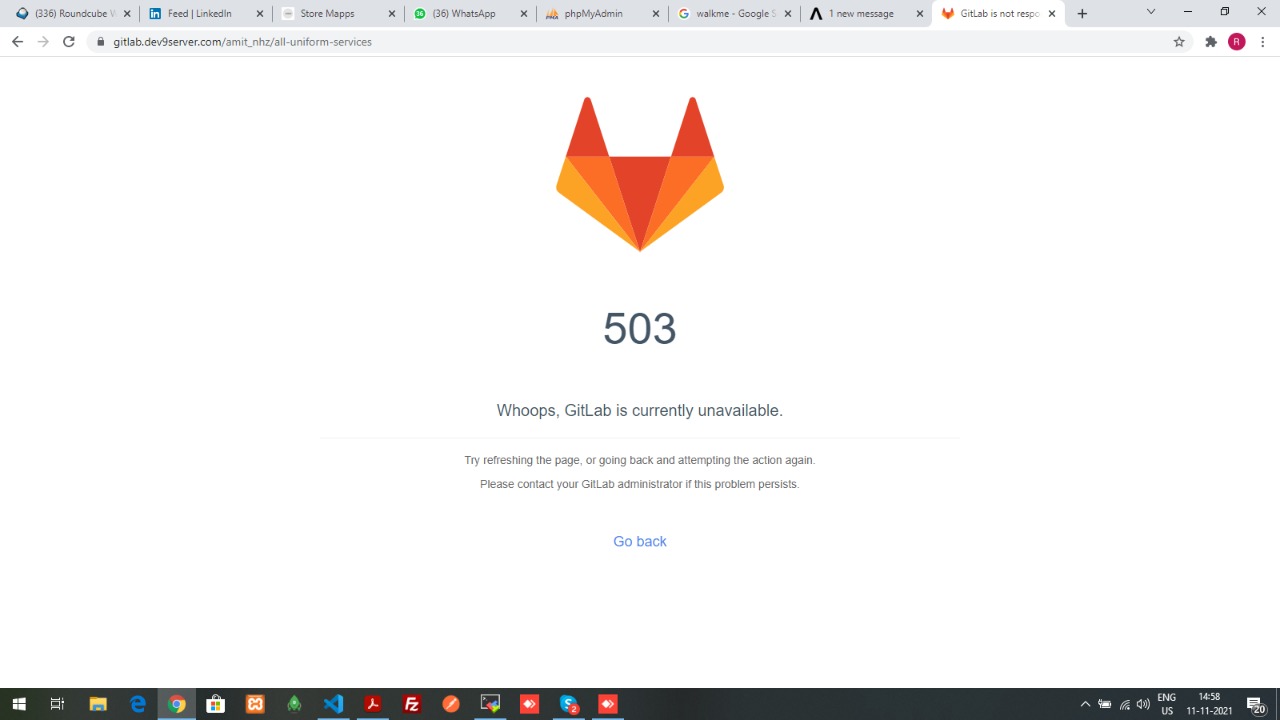 (336) Roundcube W
Feed | LinkedIn
Store Mapps
(36) WhatsApp
phpMyAdmin
walkme - Google S
1 new message
GitLab is not respo
gitlab.dev9server.com/amit_nhz/all-uniform-services
R
503
Whoops, GitLab is currently unavailable.
Try refreshing the page, or going back and attempting the action again.
Please contact your GitLab administrator if this problem persists.
Go back
ENG
US
14:58
11-11-2021
20